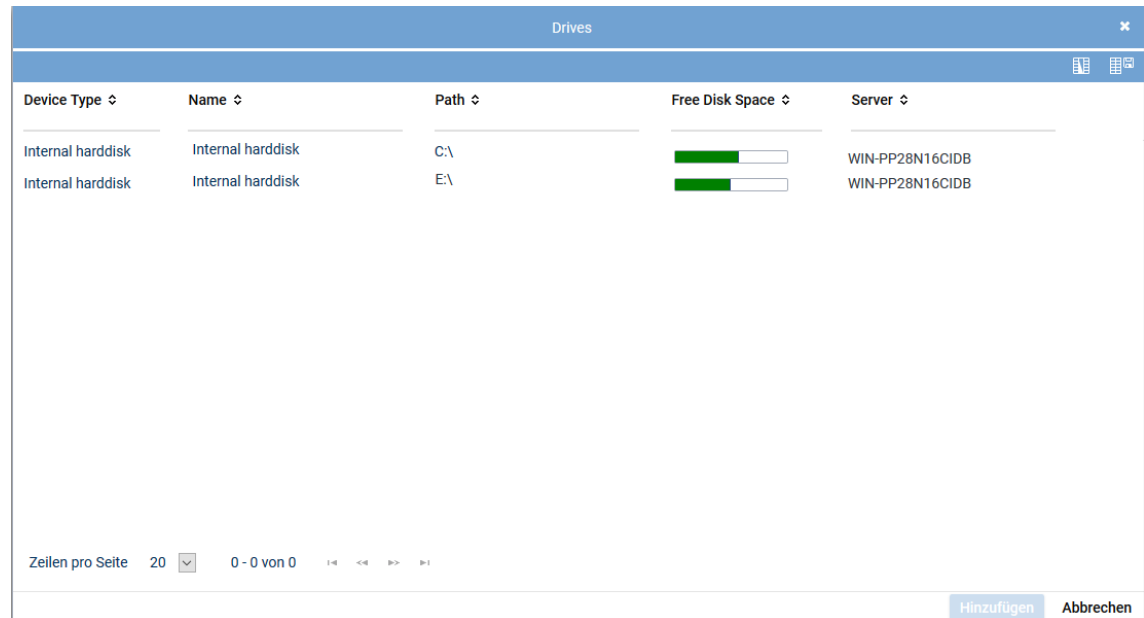 Drives
Device Type Name Path Free Disk Space Server
Internal harddisk Internal harddisk C:\ WIN-PP28N16CIDB
Internal harddisk Internal harddisk E:\ WIN-PP28N16CIDB
Zeilen pro Seite 20 0 - 0 von 0
Hinzufügen Abbrechen